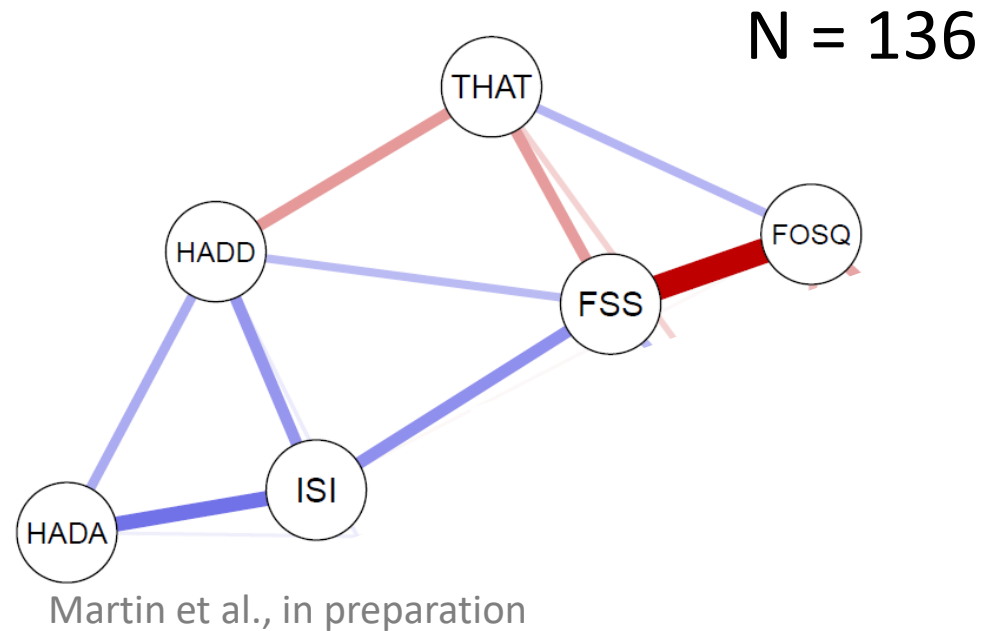 N = 136
THAT
FOSQ
HADD
FSS
ISI
HADA
Martin et al., in preparation